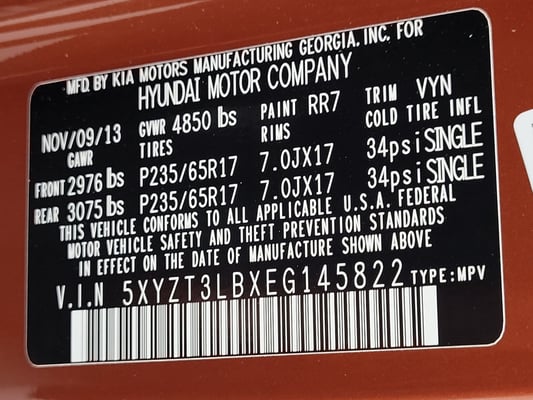 MFD. BY KIA MOTORS MANUFACTURING GEORGIA, INC. FOR
HYUNDAI MOTOR COMPANY
NOV/09/13 GVWR 4850 lbs PAINT RR7 TRIM VYN
GAWR TIRES RIMS COLD TIRE INFL
FRONT 2976 lbs P235/65R17 7.0JX17 34psi SINGLE
REAR 3075 lbs P235/65R17 7.0JX17 34psi SINGLE
THIS VEHICLE CONFORMS TO ALL APPLICABLE U.S.A. FEDERAL
MOTOR VEHICLE SAFETY AND THEFT PREVENTION STANDARDS
IN EFFECT ON THE DATE OF MANUFACTURE SHOWN ABOVE
V.I.N 5XYZT3LBXEG145822 TYPE:MPV